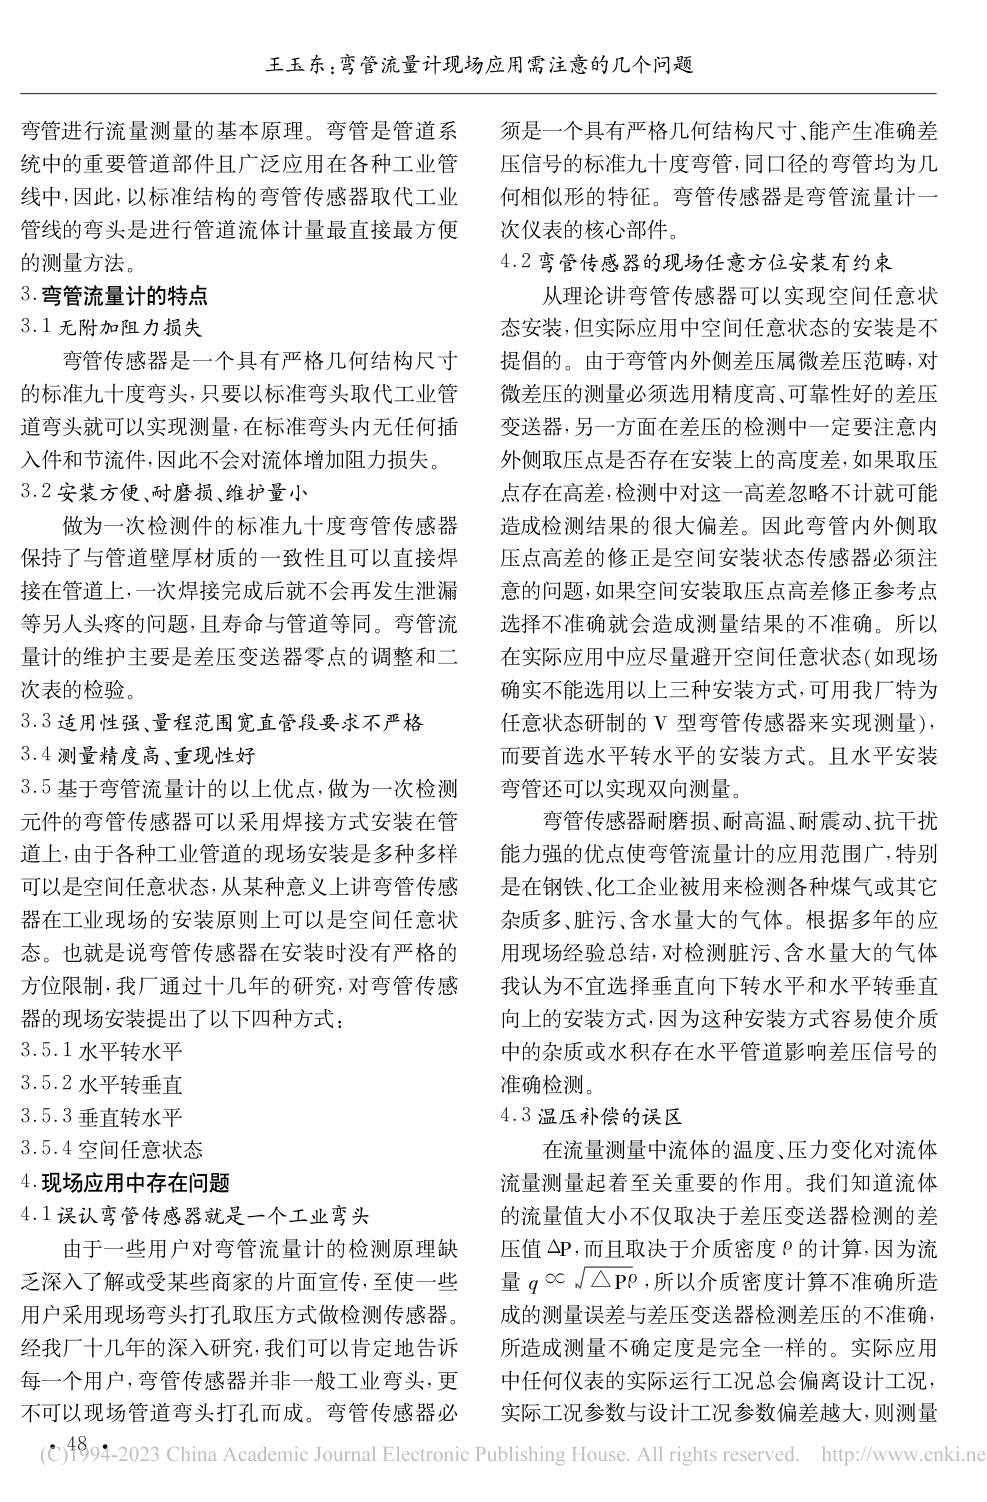 王玉东:弯管流量计现场应用需注意的几个问题
弯管进行流量测量的基本原理。弯管是管道系
统中的重要管道部件且广泛应用在各种工业管
线中,因此,以标准结构的弯管传感器取代工业
管线的弯头是进行管道流体计量最直接最方便
的测量方法。
3.弯管流量计的特点
3.1无附加阻力损失
弯管传感器是一个具有严格几何结构尺寸
的标准九十度弯头,只要以标准弯头取代工业管
道弯头就可以实现测量,在标准弯头内无任何插
入件和节流件,因此不会对流体增加阻力损失。
3.2安装方便、耐磨损、维护量小
做为一次检测件的标准九十度弯管传感器
保持了与管道壁厚材质的一致性且可以直接焊
接在管道上,一次焊接完成后就不会再发生泄漏
等另人头疼的问题,且寿命与管道等同。弯管流
量计的维护主要是差压变送器零点的调整和二
次表的检验。
3.3适用性强、量程范围宽直管段要求不严格
3.4测量精度高、重现性好
3.5基于弯管流量计的以上优点,做为一次检测
元件的弯管传感器可以采用焊接方式安装在管
道上,由于各种工业管道的现场安装是多种多样
可以是空间任意状态,从某种意义上讲弯管传感
器在工业现场的安装原则上可以是空间任意状
态。也就是说弯管传感器在安装时没有严格的
方位限制,我厂通过十几年的研究,对弯管传感
器的现场安装提出了以下四种方式:
3.5.1水平转水平
3.5.2水平转垂直
3.5.3垂直转水平
3.5.4空间任意状态
4.现场应用中存在问题
4.1误认弯管传感器就是一个工业弯头
由于一些用户对弯管流量计的检测原理缺
乏深入了解或受某些商家的片面宣传,至使一些
用户采用现场弯头打孔取压方式做检测传感器。
经我厂十几年的深入研究,我们可以肯定地告诉
每一个用户,弯管传感器并非一般工业弯头,更
不可以现场管道弯头打孔而成。弯管传感器必
须是一个具有严格几何结构尺寸、能产生准确差
压信号的标准九十度弯管,同口径的弯管均为几
何相似形的特征。弯管传感器是弯管流量计一
次仪表的核心部件。
4.2弯管传感器的现场任意方位安装有约束
从理论讲弯管传感器可以实现空间任意状
态安装,但实际应用中空间任意状态的安装是不
提倡的。由于弯管内外侧差压属微差压范畴,对
微差压的测量必须选用精度高、可靠性好的差压
变送器,另一方面在差压的检测中一定要注意内
外侧取压点是否存在安装上的高度差,如果取压
点存在高差,检测中对这一高差忽略不计就可能
造成检测结果的很大偏差。因此弯管内外侧取
压点高差的修正是空间安装状态传感器必须注
意的问题,如果空间安装取压点高差修正参考点
选择不准确就会造成测量结果的不准确。所以
在实际应用中应尽量避开空间任意状态(如现场
确实不能选用以上三种安装方式,可用我厂特为
任意状态研制的V 型弯管传感器来实现测量),
而要首选水平转水平的安装方式。且水平安装
弯管还可以实现双向测量。
弯管传感器耐磨损、耐高温、耐震动、抗干扰
能力强的优点使弯管流量计的应用范围广,特别
是在钢铁、化工企业被用来检测各种煤气或其它
杂质多、脏污、含水量大的气体。根据多年的应
用现场经验总结,对检测脏污、含水量大的气体
我认为不宜选择垂直向下转水平和水平转垂直
向上的安装方式,因为这种安装方式容易使介质
中的杂质或水积存在水平管道影响差压信号的
准确检测。
4.3温压补偿的误区
在流量测量中流体的温度、压力变化对流体
流量测量起着至关重要的作用。我们知道流体
的流量值大小不仅取决于差压变送器检测的差
压值ΔP,而且取决于介质密度ρ的计算,因为流
量 q∝√△Pρ,所以介质密度计算不准确所造
成的测量误差与差压变送器检测差压的不准确,
所造成测量不确定度是完全一样的。实际应用
中任何仪表的实际运行工况总会偏离设计工况,
实际工况参数与设计工况参数偏差越大,则测量
·48·
(C)1994-2023 China Academic Journal Electronic Publishing House. All rights reserved. http://www.cnki.ne